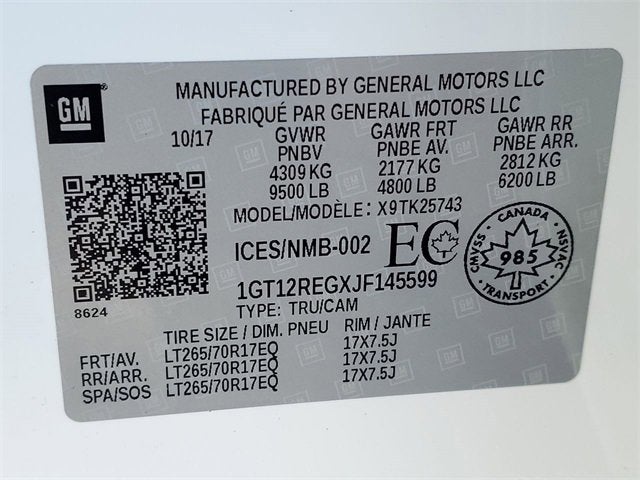 GM
MANUFACTURED BY GENERAL MOTORS LLC
FABRIQUÉ PAR GENERAL MOTORS LLC
10/17 GVWR GAWR FRT GAWR RR
PNBV PNBE AV. PNBE ARR.
4309 KG 2177 KG 2812 KG
9500 LB 4800 LB 6200 LB
MODEL/MODÈLE: X9TK25743
ICES/NMB-002 EC
CANADA
CMVSS 985 NSVAC
TRANSPORT
1GT12REGXJF145599
8624 TYPE: TRU/CAM
TIRE SIZE / DIM. PNEU RIM / JANTE
FRT/AV. LT265/70R17EQ 17X7.5J
RR/ARR. LT265/70R17EQ 17X7.5J
SPA/SOS LT265/70R17EQ 17X7.5J